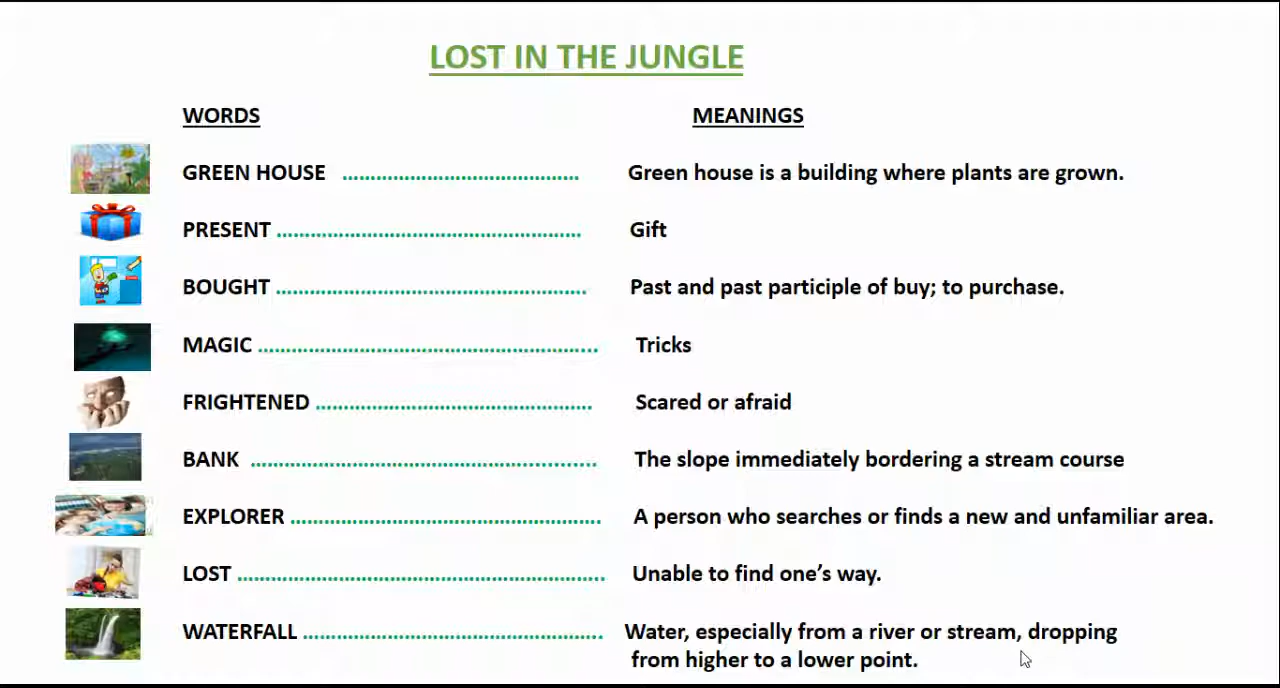 LOST IN THE JUNGLE
WORDS MEANINGS
GREEN HOUSE .......................................... Green house is a building where plants are grown.
PRESENT ...................................................... Gift
BOUGHT ....................................................... Past and past participle of buy; to purchase.
MAGIC ............................................................ Tricks
FRIGHTENED ................................................. Scared or afraid
BANK ............................................................. The slope immediately bordering a stream course
EXPLORER ....................................................... A person who searches or finds a new and unfamiliar area.
LOST ................................................................. Unable to find one’s way.
WATERFALL ..................................................... Water, especially from a river or stream, dropping
from higher to a lower point.